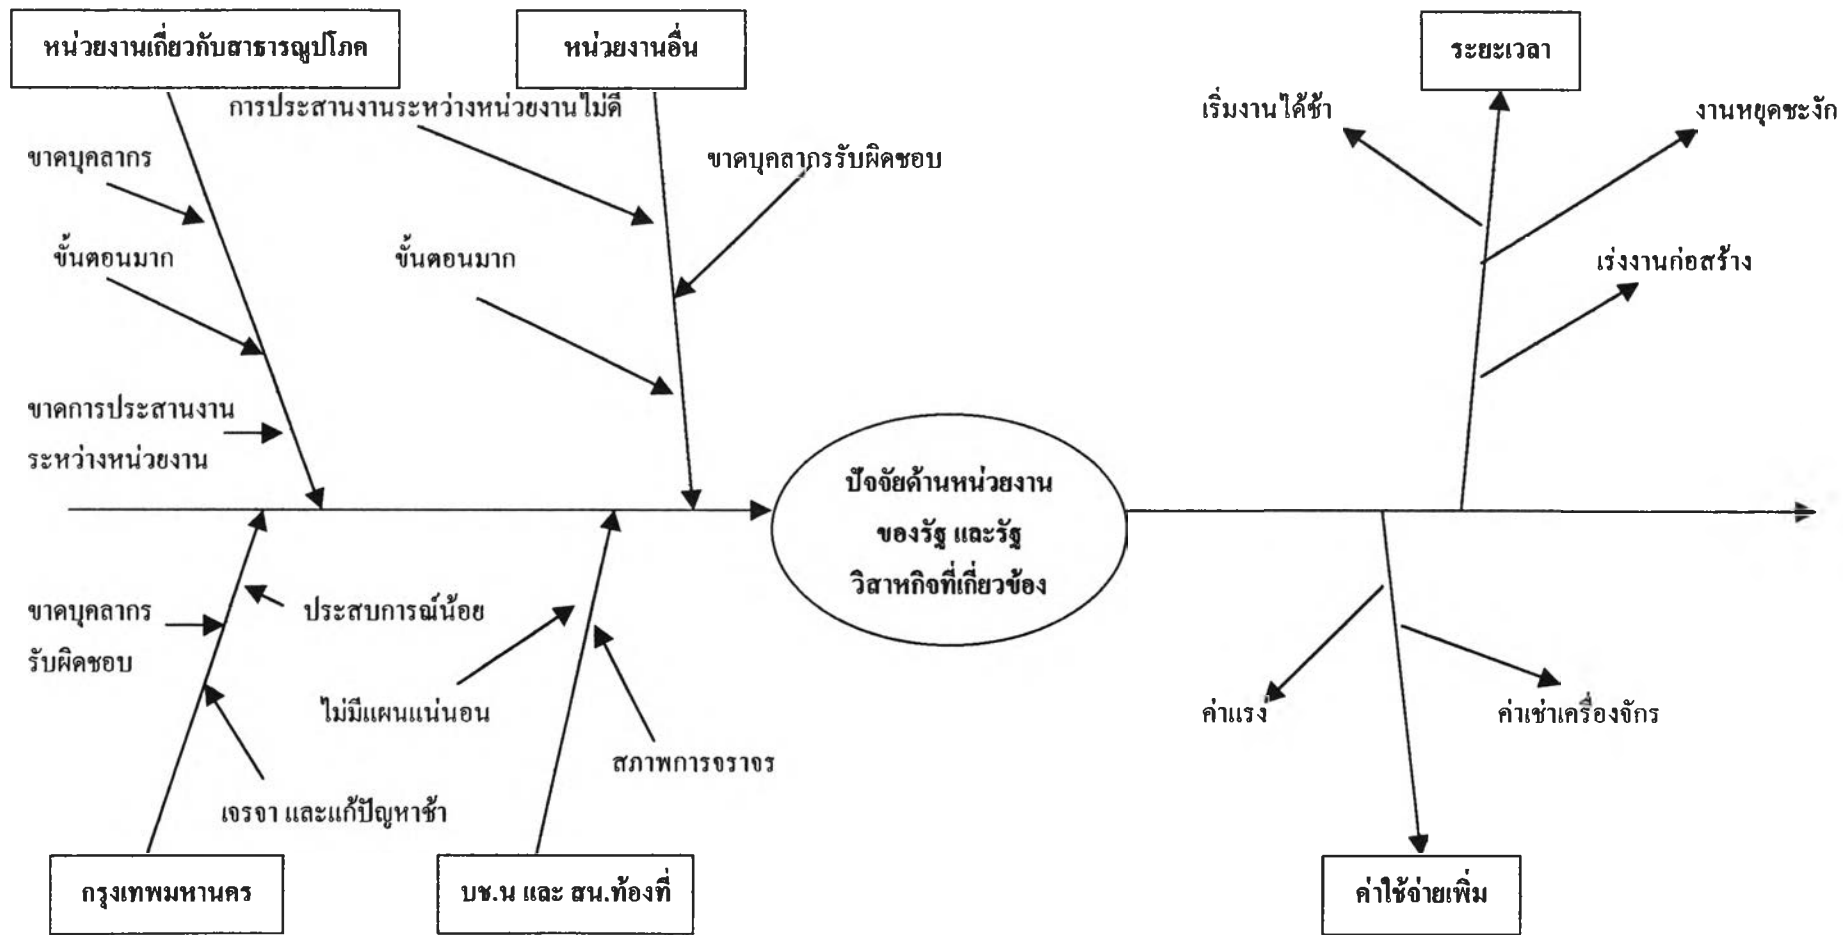 หน่วยงานเกี่ยวกับสาธารณูปโภค
หน่วยงานอื่น
ระยะเวลา
การประสานงานระหว่างหน่วยงานไม่ดี
เริ่มงานได้ช้า
งานหยุดชะงัก
ขาดบุคลากร
ขาดบุคลากรรับผิดชอบ
ขั้นตอนมาก
ขั้นตอนมาก
เร่งงานก่อสร้าง
ขาดการประสานงาน
ระหว่างหน่วยงาน
ปัจจัยด้านหน่วยงาน
ของรัฐ และรัฐ
วิสาหกิจที่เกี่ยวข้อง
ขาดบุคลากร
รับผิดชอบ
ประสบการณ์น้อย
ไม่มีแผนแน่นอน
ค่าแรง
ค่าเช่าเครื่องจักร
สภาพการจราจร
เจรจา และแก้ปัญหาช้า
กรุงเทพมหานคร
บช.น และ สน.ท้องที่
ค่าใช้จ่ายเพิ่ม